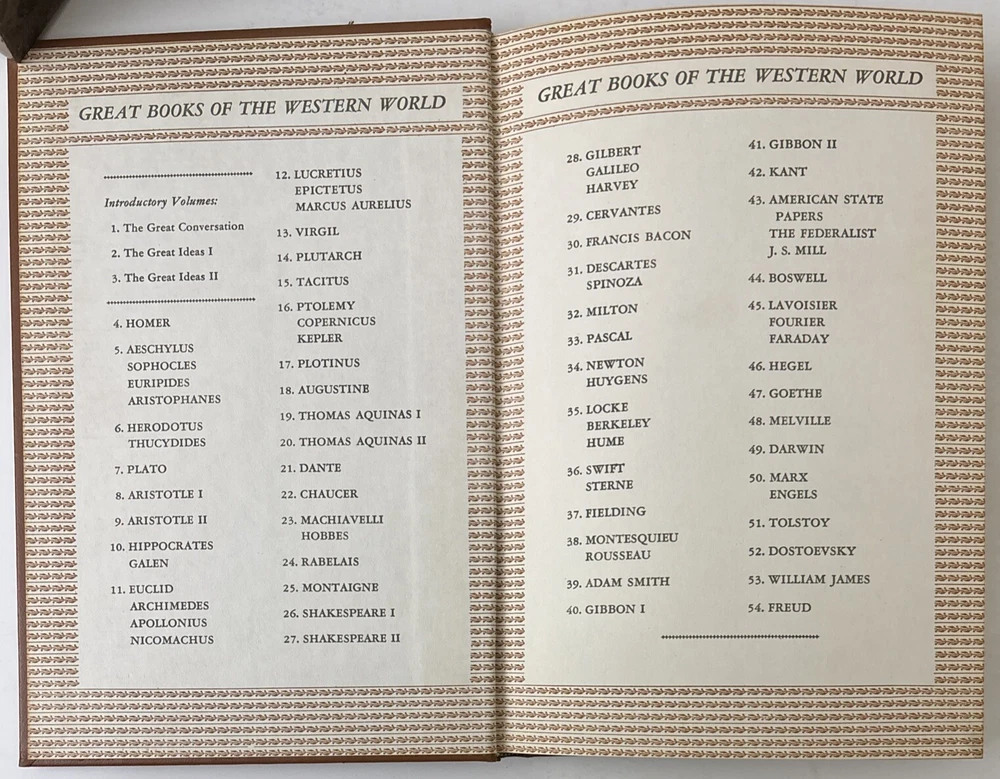 GREAT BOOKS OF THE WESTERN WORLD
Introductory Volumes:
1. The Great Conversation
2. The Great Ideas I
3. The Great Ideas II
4. HOMER
5. AESCHYLUS
SOPHOCLES
EURIPIDES
ARISTOPHANES
6. HERODOTUS
THUCYDIDES
7. PLATO
8. ARISTOTLE I
9. ARISTOTLE II
10. HIPPOCRATES
GALEN
11. EUCLID
ARCHIMEDES
APOLLONIUS
NICOMACHUS
12. LUCRETIUS
EPICTETUS
MARCUS AURELIUS
13. VIRGIL
14. PLUTARCH
15. TACITUS
16. PTOLEMY
COPERNICUS
KEPLER
17. PLOTINUS
18. AUGUSTINE
19. THOMAS AQUINAS I
20. THOMAS AQUINAS II
21. DANTE
22. CHAUCER
23. MACHIAVELLI
HOBBES
24. RABELAIS
25. MONTAIGNE
26. SHAKESPEARE I
27. SHAKESPEARE II
GREAT BOOKS OF THE WESTERN WORLD
28. GILBERT
GALILEO
HARVEY
29. CERVANTES
30. FRANCIS BACON
31. DESCARTES
SPINOZA
32. MILTON
33. PASCAL
34. NEWTON
HUYGENS
35. LOCKE
BERKELEY
HUME
36. SWIFT
STERNE
37. FIELDING
38. MONTESQUIEU
ROUSSEAU
39. ADAM SMITH
40. GIBBON I
41. GIBBON II
42. KANT
43. AMERICAN STATE
PAPERS
THE FEDERALIST
J. S. MILL
44. BOSWELL
45. LAVOISIER
FOURIER
FARADAY
46. HEGEL
47. GOETHE
48. MELVILLE
49. DARWIN
50. MARX
ENGELS
51. TOLSTOY
52. DOSTOEVSKY
53. WILLIAM JAMES
54. FREUD